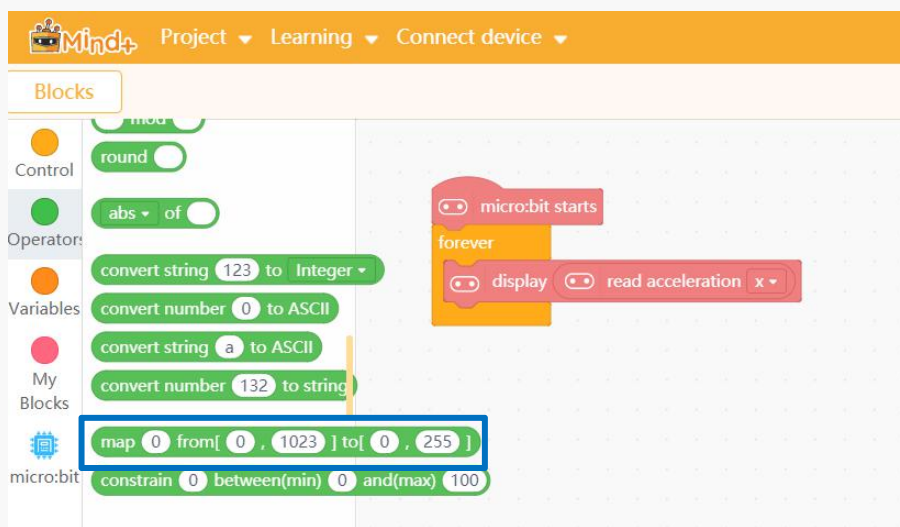 Mind+ Project Learning Connect device
Blocks
mod
round
Control
abs of
Operators
convert string 123 to Integer
Variables
convert number 0 to ASCII
convert string a to ASCII
My
Blocks
convert number 132 to string
map 0 from[ 0 , 1023 ] to[ 0 , 255 ]
micro:bit
constrain 0 between(min) 0 and(max) 100
micro:bit starts
forever
display read acceleration x